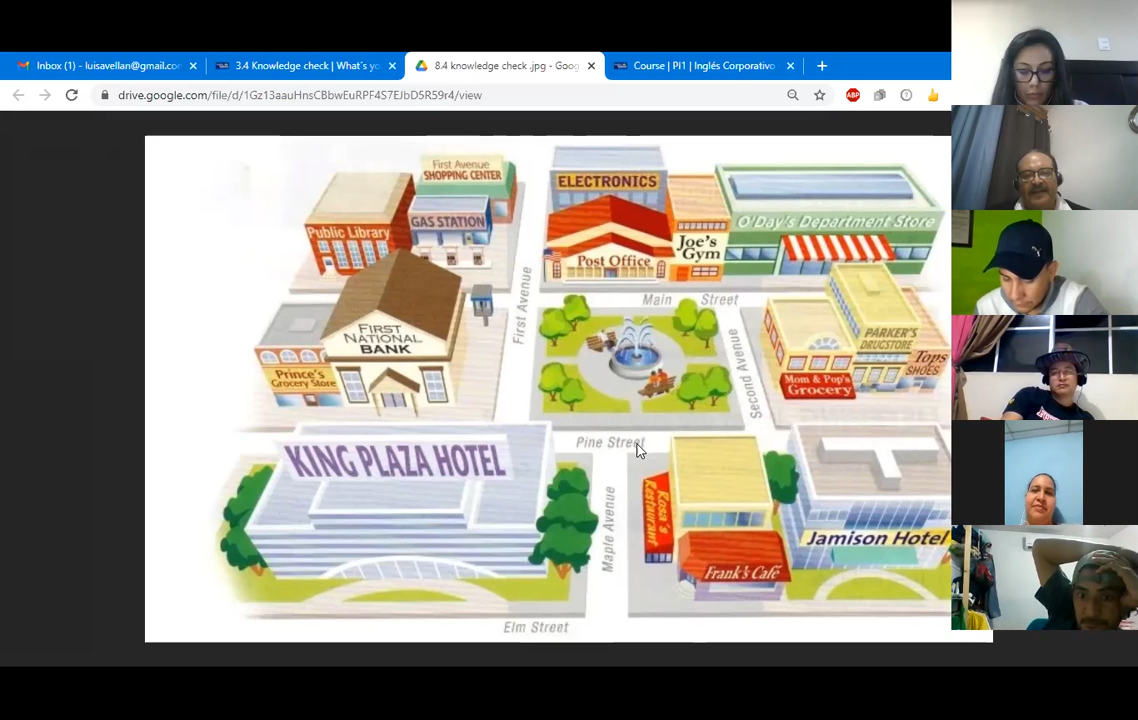 Inbox (1) - luisavellan@gmail.co
3.4 Knowledge check | What's yo
8.4 knowledge check .jpg - Goog
Course | PI1 | Inglés Corporativo
drive.google.com/file/d/1Gz13aauHnsCBbwEuRPF4S7EJbD5R59r4/view
ABP
First Avenue
SHOPPING CENTER
ELECTRONICS
Public Library
GAS STATION
Post Office
Joe's
Gym
O'Day's Department Store
Main Street
First Avenue
FIRST
NATIONAL
BANK
Second Avenue
PARKER'S
DRUGSTORE
Tops
SHOES
Prince's
Grocery Store
Mom & Pop's
Grocery
Pine Street
KING PLAZA HOTEL
Maple Avenue
Rosa's
Restaurant
Jamison Hotel
Frank's Café
Elm Street